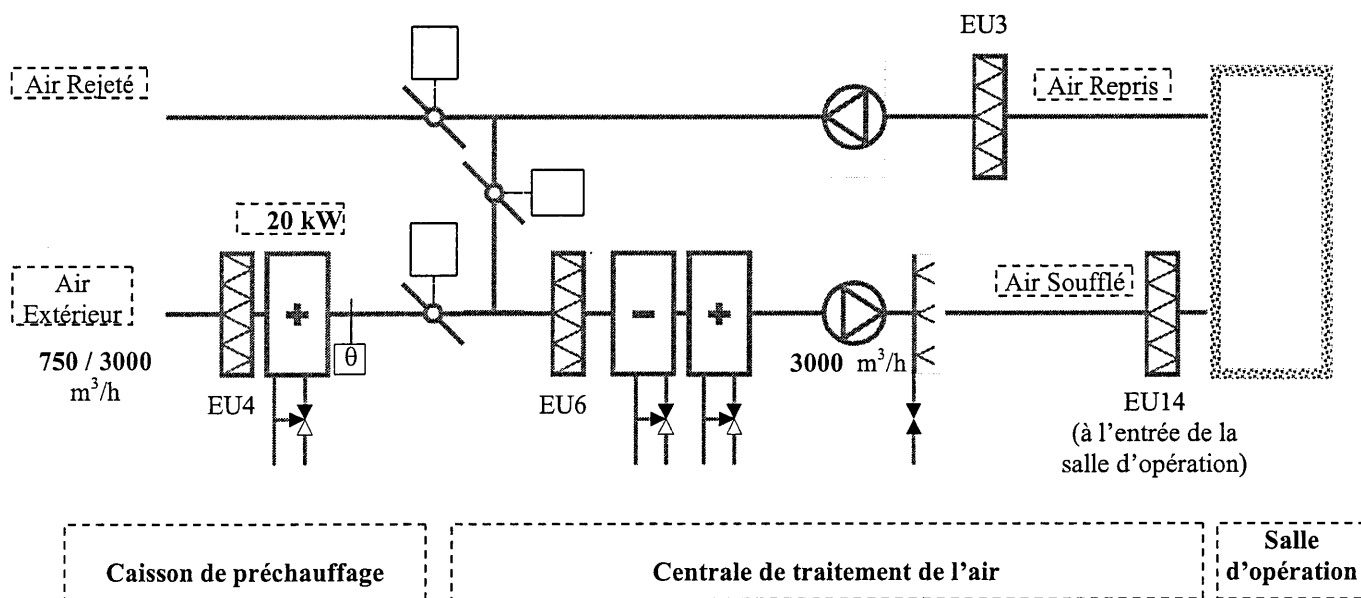 EU3
Air Rejeté
Air Repris
20 kW
Air
Extérieur
750 / 3000
m³/h
θ
EU4
EU6
3000 m³/h
Air Soufflé
EU14
(à l'entrée de la
salle d'opération)
Caisson de préchauffage
Centrale de traitement de l'air
Salle
d'opération